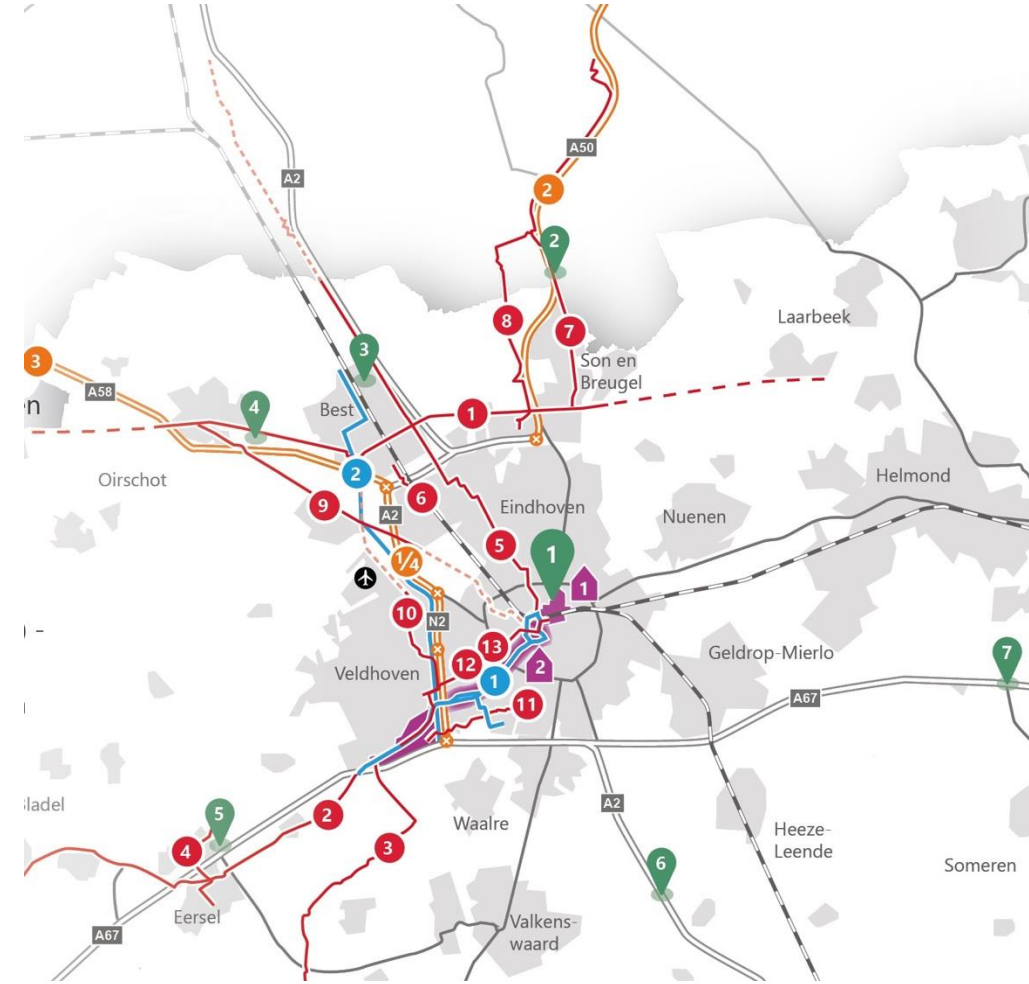 A2
A50
2
2
8
7
Laarbeek
3
3
Son en
Breugel
A58
en
4
Best
1
Oirschot
2
Helmond
9
6
A2
Eindhoven
Nuenen
5
1/4
1
1
10
N2
13
Geldrop-Mierlo
12
2
Veldhoven
1
7
11
A67
A2
2
Waalre
5
3
4
Heeze-
Leende
6
Someren
Eersel
Valkens-
waard
A67